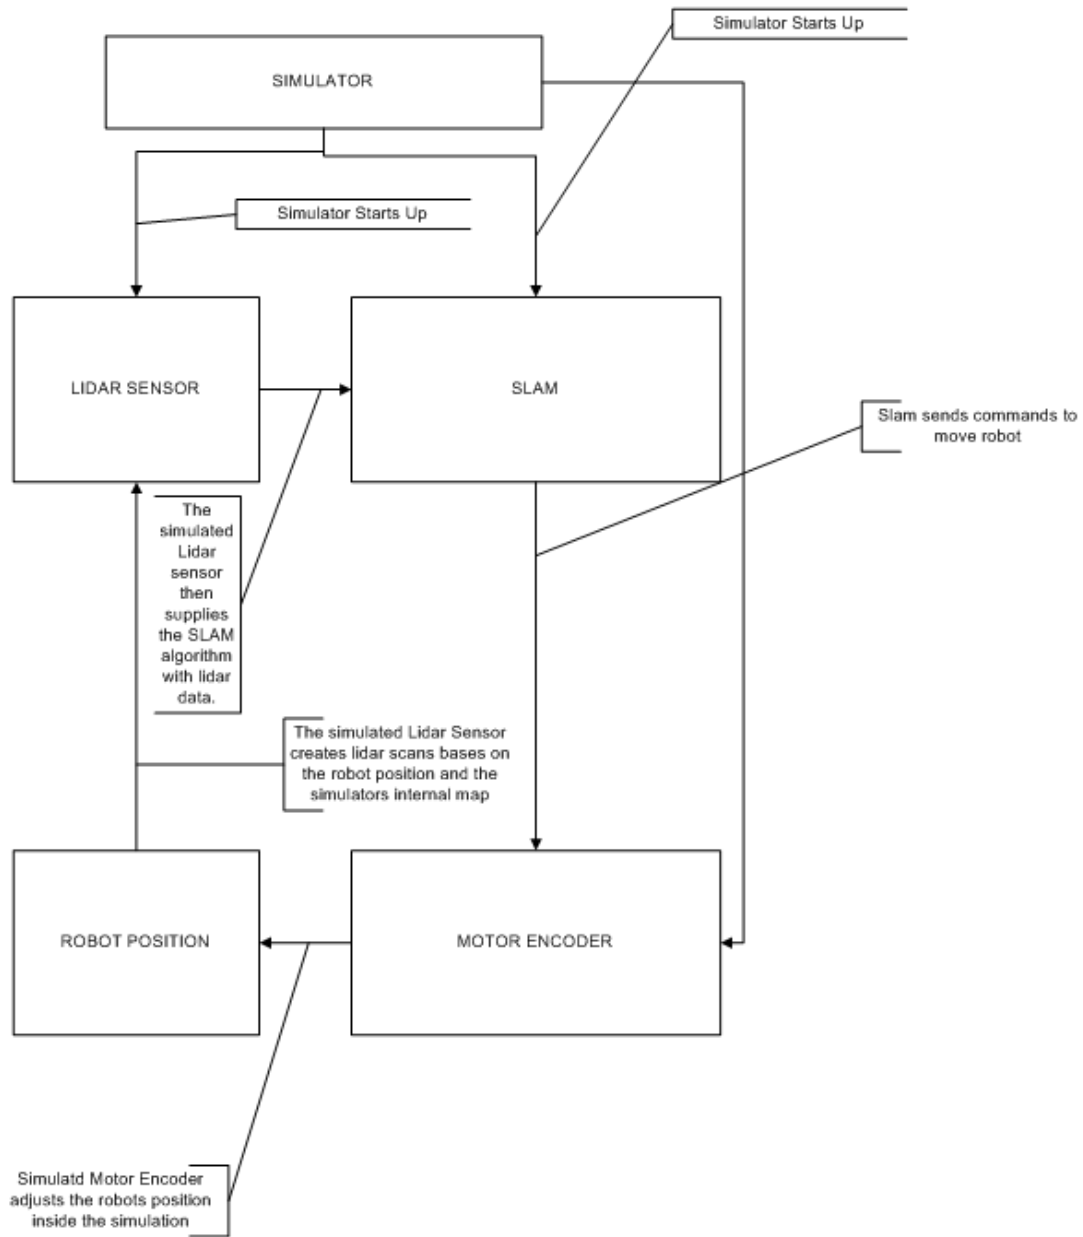 Simulator Starts Up
SIMULATOR
Simulator Starts Up
LIDAR SENSOR
SLAM
Slam sends commands to
move robot
The
simulated
Lidar
sensor
then
supplies
the SLAM
algorithm
with lidar
data.
The simulated Lidar Sensor
creates lidar scans bases on
the robot position and the
simulators internal map
ROBOT POSITION
MOTOR ENCODER
Simulatd Motor Encoder
adjusts the robots position
inside the simulation